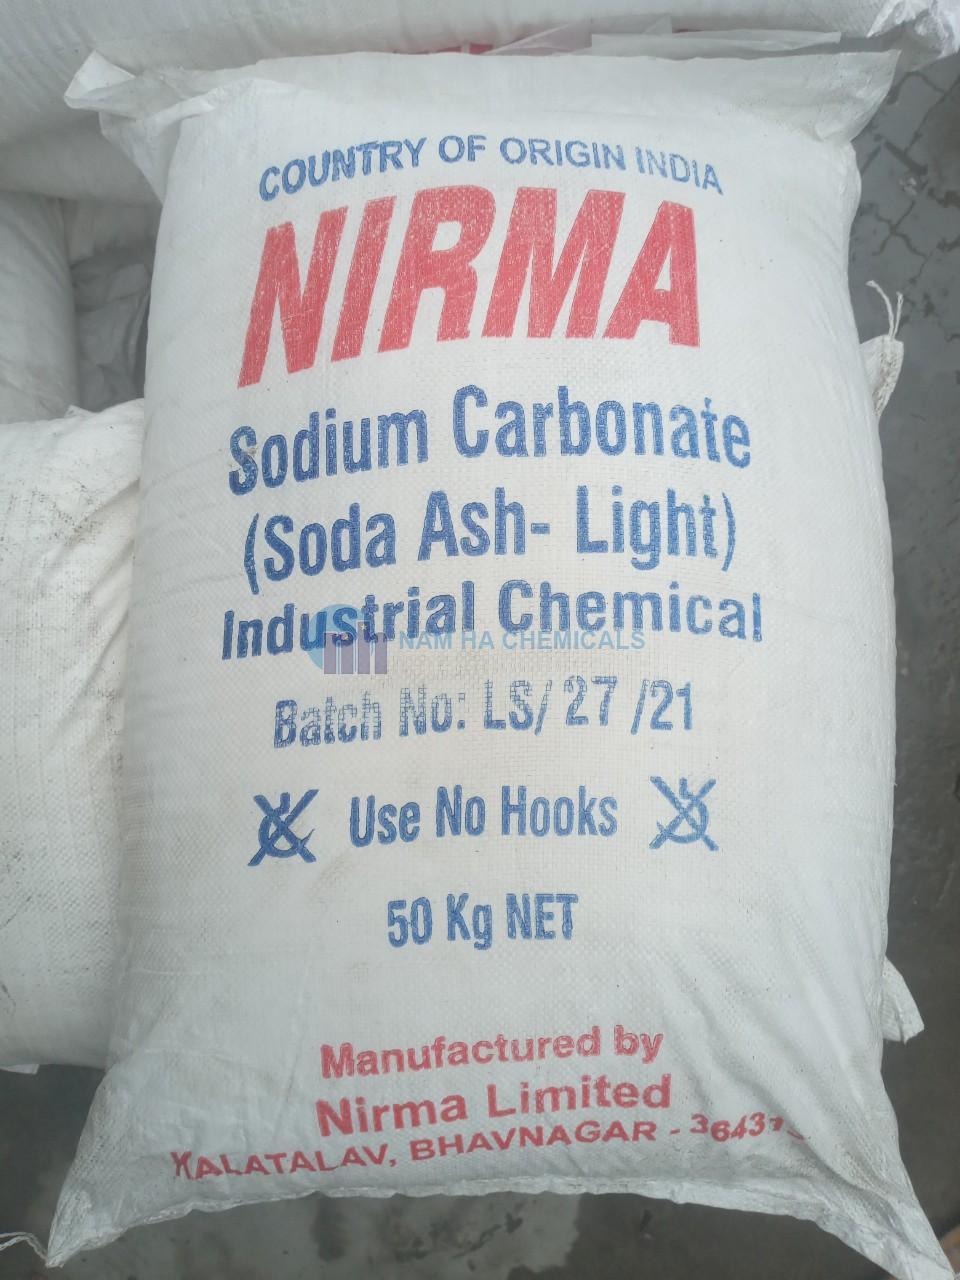 COUNTRY OF ORIGIN INDIA
NIRMA
Sodium Carbonate
(Soda Ash- Light)
Industrial Chemical
NAM HA CHEMICALS
Batch No: LS/ 27 /21
Use No Hooks
50 Kg NET
Manufactured by
Nirma Limited
KALATALAV, BHAVNAGAR -